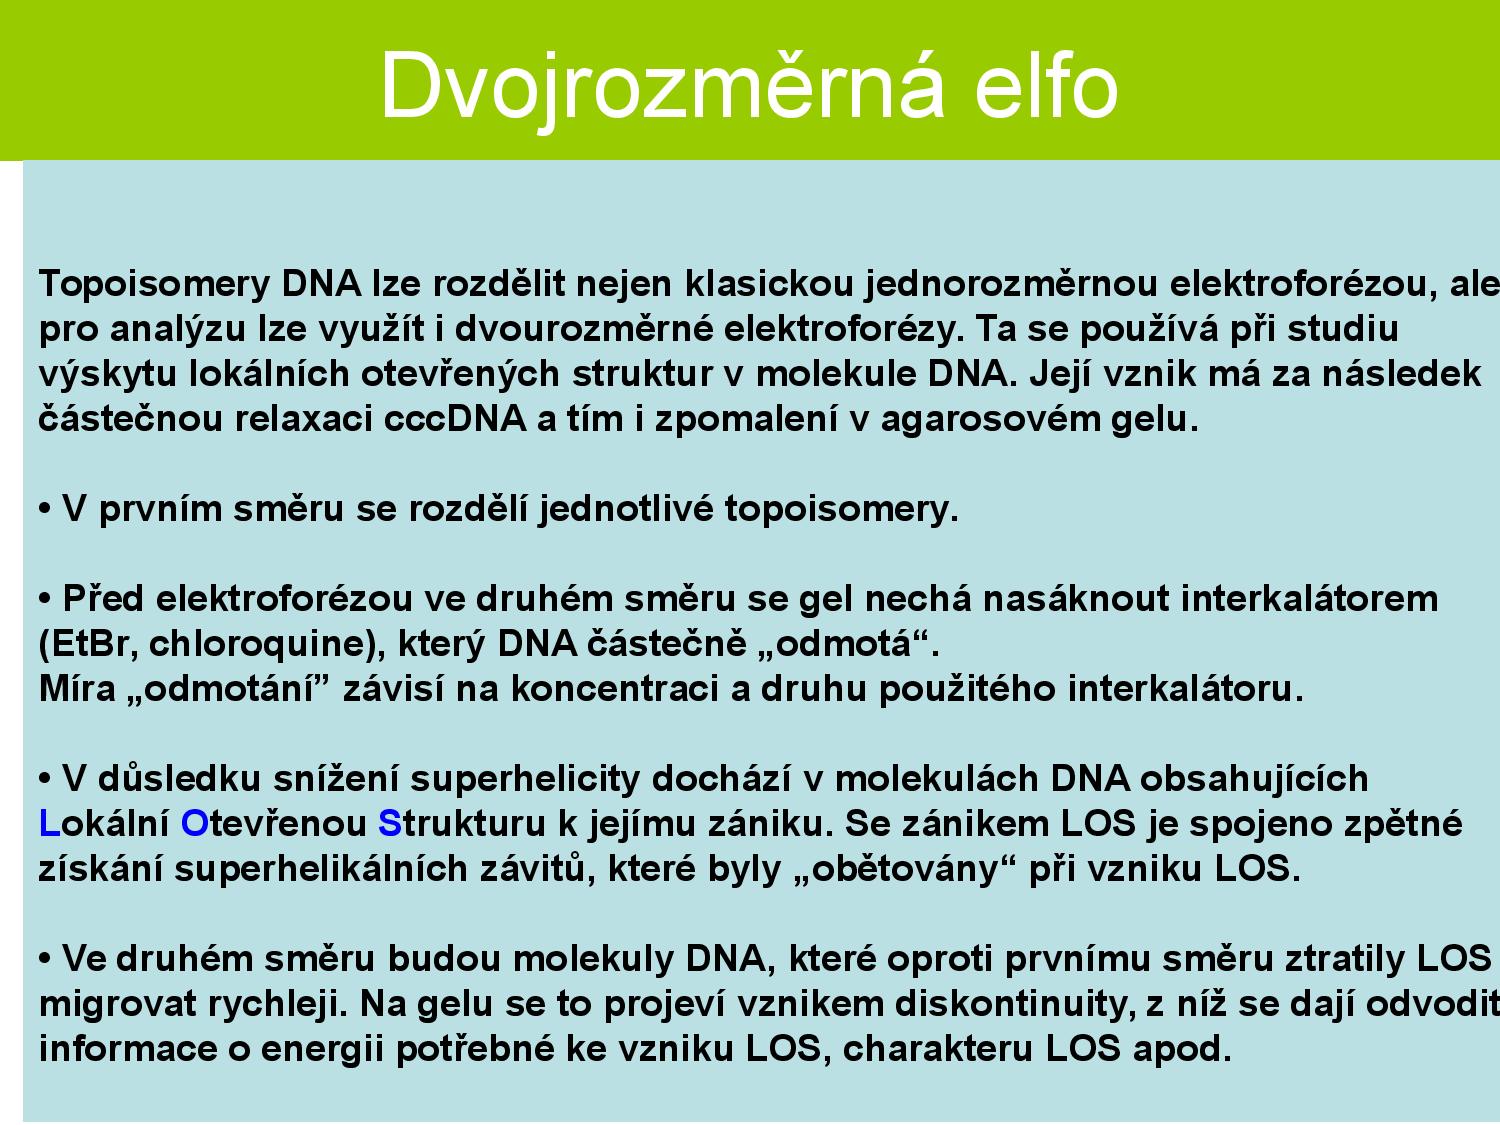 Dvojrozměrná elfo
Topoisomery DNA lze rozdělit nejen klasickou jednorozměrnou elektroforézou, ale
pro analýzu lze využít i dvourozměrné elektroforézy. Ta se používá při studiu
výskytu lokálních otevřených struktur v molekule DNA. Její vznik má za následek
částečnou relaxaci cccDNA a tím i zpomalení v agarosovém gelu.
• V prvním směru se rozdělí jednotlivé topoisomery.
• Před elektroforézou ve druhém směru se gel nechá nasáknout interkalátorem
(EtBr, chloroquine), který DNA částečně „odmotá“.
Míra „odmotání” závisí na koncentraci a druhu použitého interkalátoru.
• V důsledku snížení superhelicity dochází v molekulách DNA obsahujících
Lokální Otevřenou Strukturu k jejímu zániku. Se zánikem LOS je spojeno zpětné
získání superhelikálních závitů, které byly „obětovány“ při vzniku LOS.
• Ve druhém směru budou molekuly DNA, které oproti prvnímu směru ztratily LOS
migrovat rychleji. Na gelu se to projeví vznikem diskontinuity, z níž se dají odvodit
informace o energii potřebné ke vzniku LOS, charakteru LOS apod.